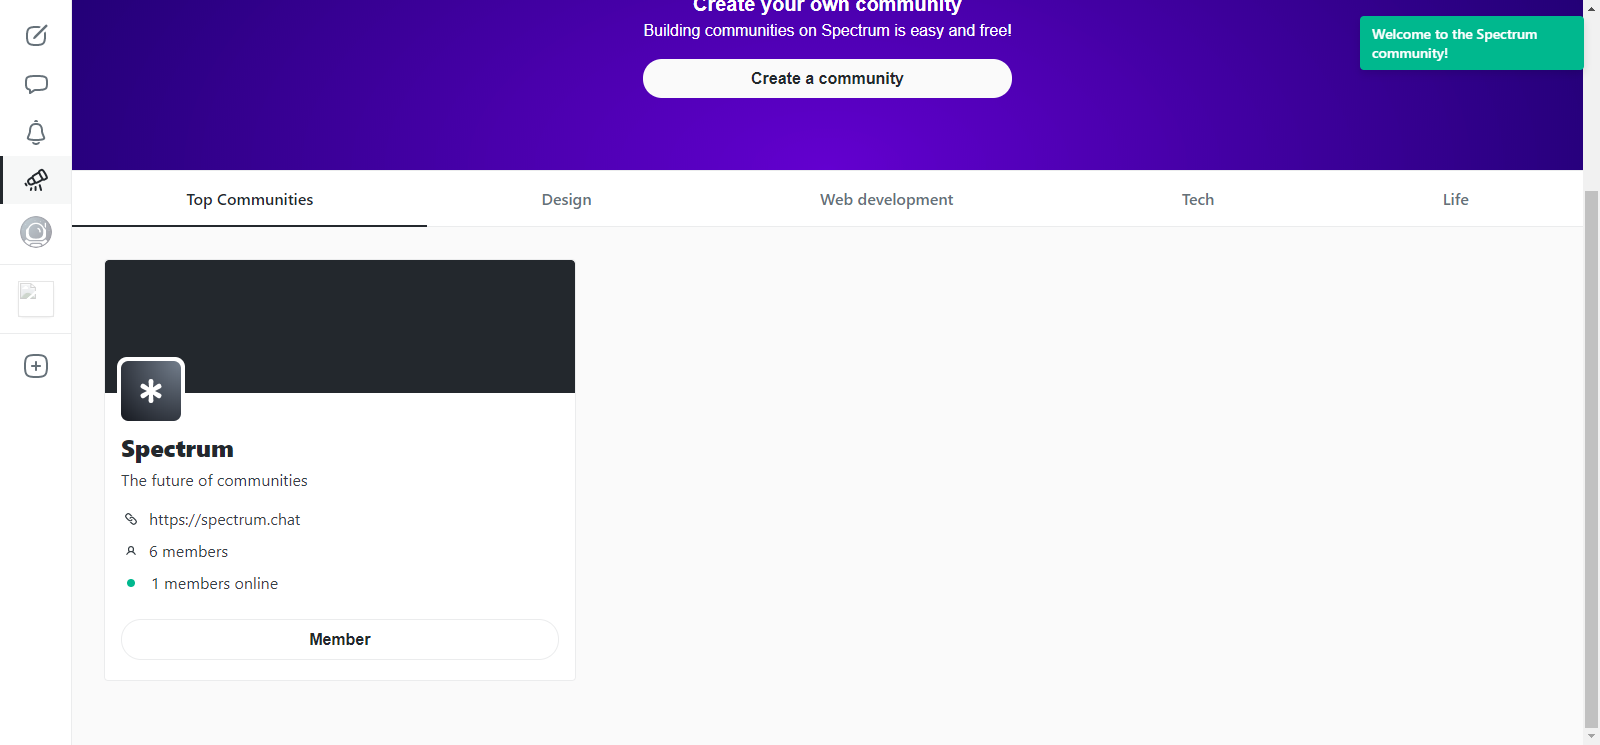 Create your own community
Building communities on Spectrum is easy and free!
Create a community
Welcome to the Spectrum
community!
Top Communities
Design
Web development
Tech
Life
Spectrum
The future of communities
https://spectrum.chat
6 members
1 members online
Member